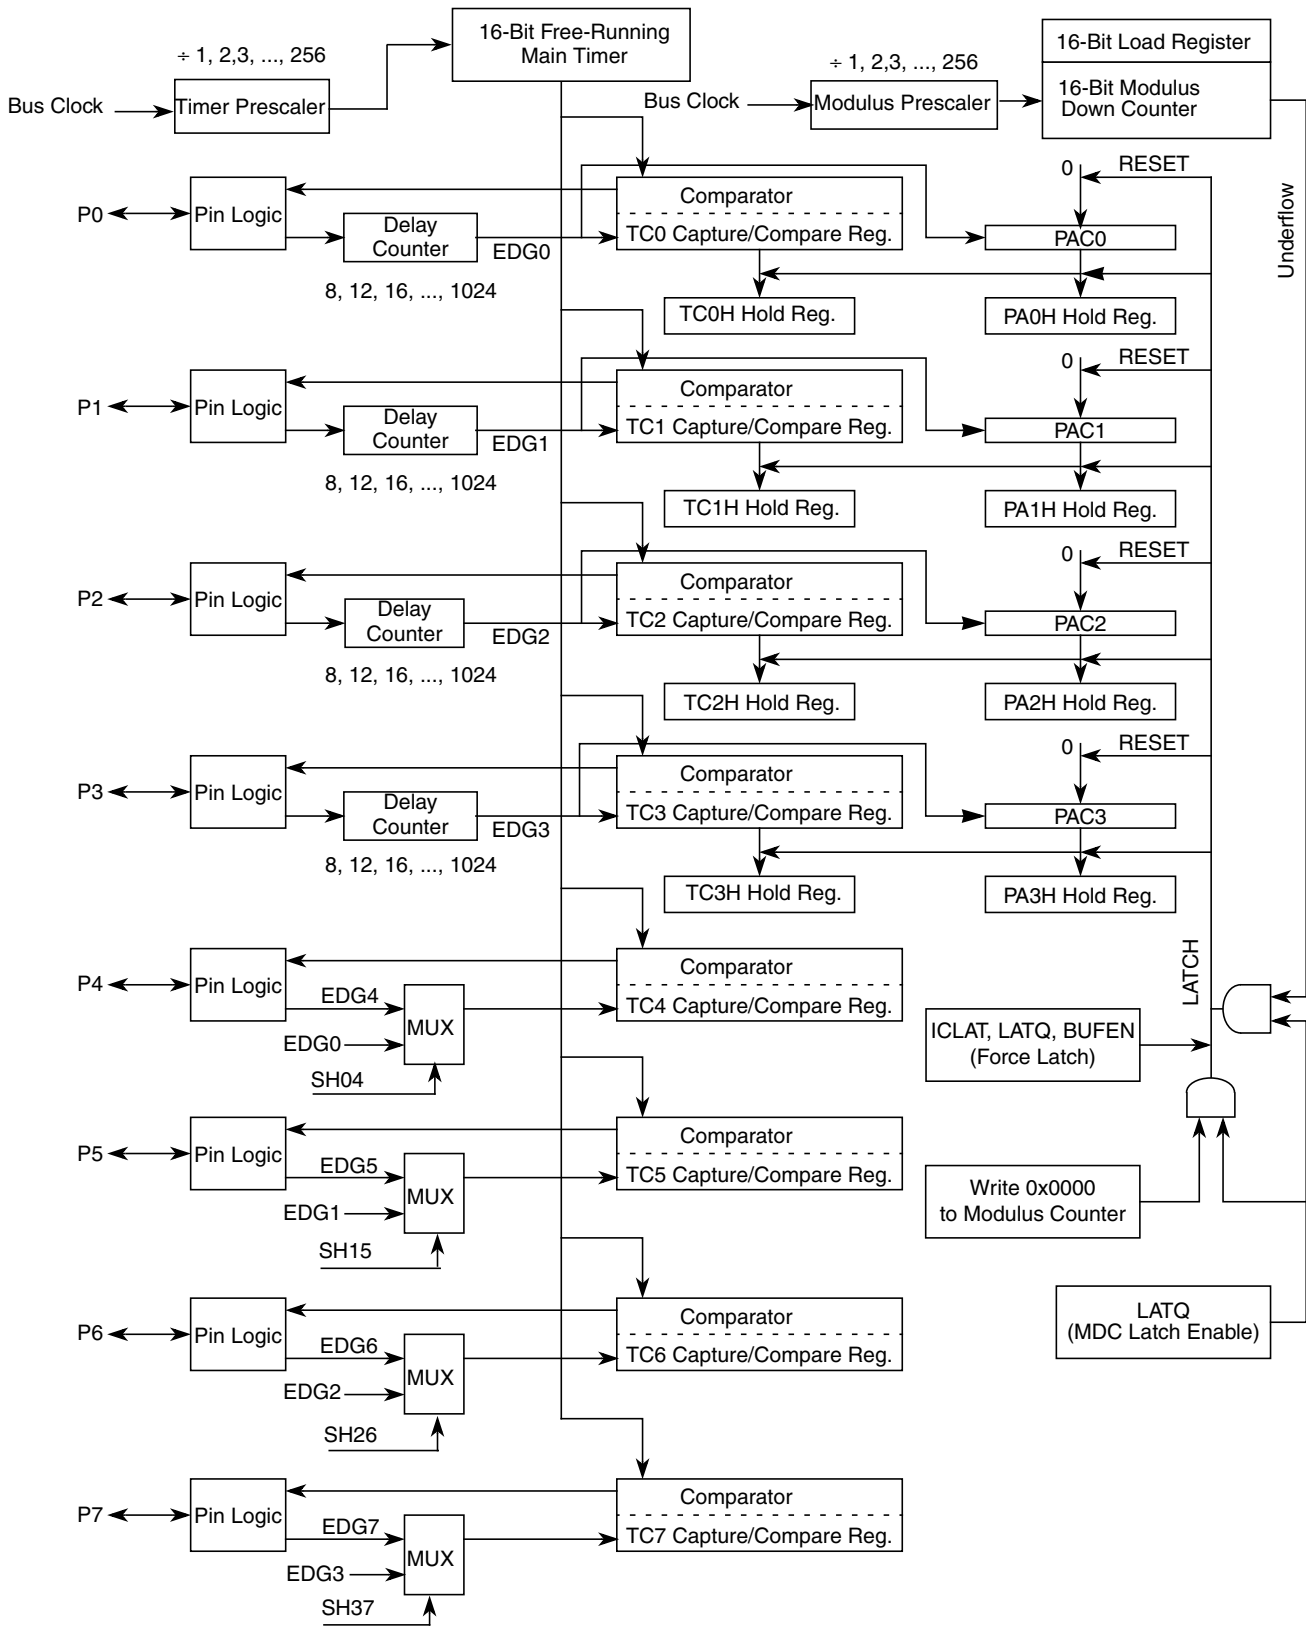 ÷ 1, 2,3, ..., 256
Bus Clock
Timer Prescaler
16-Bit Free-Running
Main Timer
÷ 1, 2,3, ..., 256
Bus Clock
Modulus Prescaler
16-Bit Load Register
16-Bit Modulus
Down Counter
Underflow
P0
Pin Logic
Delay
Counter
8, 12, 16, ..., 1024
EDG0
Comparator
TC0 Capture/Compare Reg.
TC0H Hold Reg.
0
RESET
PAC0
PA0H Hold Reg.
P1
Pin Logic
Delay
Counter
8, 12, 16, ..., 1024
EDG1
Comparator
TC1 Capture/Compare Reg.
TC1H Hold Reg.
0
RESET
PAC1
PA1H Hold Reg.
P2
Pin Logic
Delay
Counter
8, 12, 16, ..., 1024
EDG2
Comparator
TC2 Capture/Compare Reg.
TC2H Hold Reg.
0
RESET
PAC2
PA2H Hold Reg.
P3
Pin Logic
Delay
Counter
8, 12, 16, ..., 1024
EDG3
Comparator
TC3 Capture/Compare Reg.
TC3H Hold Reg.
0
RESET
PAC3
PA3H Hold Reg.
LATCH
P4
Pin Logic
EDG4
EDG0
MUX
SH04
Comparator
TC4 Capture/Compare Reg.
ICLAT, LATQ, BUFEN
(Force Latch)
P5
Pin Logic
EDG5
EDG1
MUX
SH15
Comparator
TC5 Capture/Compare Reg.
Write 0x0000
to Modulus Counter
P6
Pin Logic
EDG6
EDG2
MUX
SH26
Comparator
TC6 Capture/Compare Reg.
LATQ
(MDC Latch Enable)
P7
Pin Logic
EDG7
EDG3
MUX
SH37
Comparator
TC7 Capture/Compare Reg.